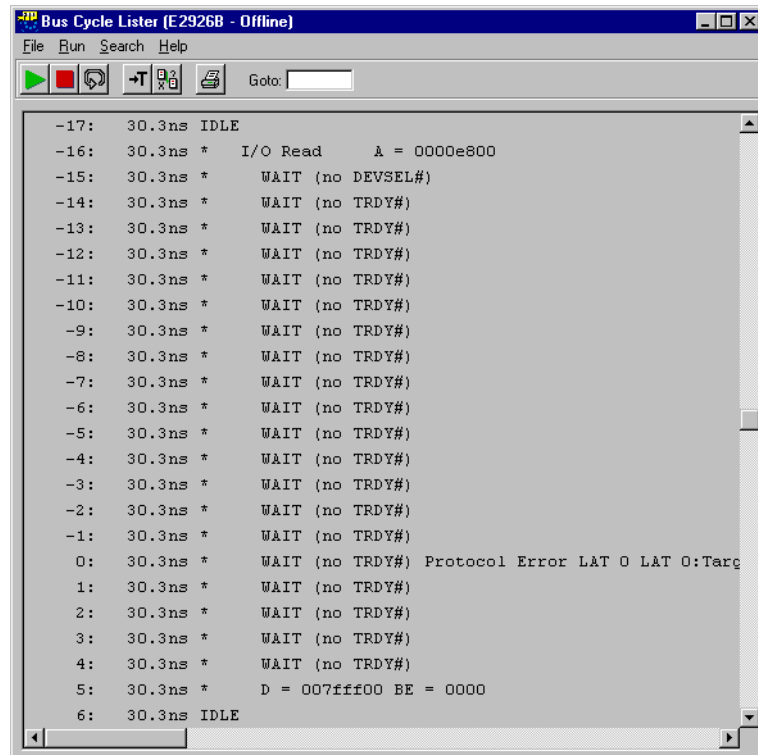 Bus Cycle Lister (E2926B - Offline)
File Run Search Help
→T Goto:
-17: 30.3ns IDLE
-16: 30.3ns * I/O Read A = 0000e800
-15: 30.3ns * WAIT (no DEVSEL#)
-14: 30.3ns * WAIT (no TRDY#)
-13: 30.3ns * WAIT (no TRDY#)
-12: 30.3ns * WAIT (no TRDY#)
-11: 30.3ns * WAIT (no TRDY#)
-10: 30.3ns * WAIT (no TRDY#)
-9: 30.3ns * WAIT (no TRDY#)
-8: 30.3ns * WAIT (no TRDY#)
-7: 30.3ns * WAIT (no TRDY#)
-6: 30.3ns * WAIT (no TRDY#)
-5: 30.3ns * WAIT (no TRDY#)
-4: 30.3ns * WAIT (no TRDY#)
-3: 30.3ns * WAIT (no TRDY#)
-2: 30.3ns * WAIT (no TRDY#)
-1: 30.3ns * WAIT (no TRDY#)
0: 30.3ns * WAIT (no TRDY#) Protocol Error LAT 0 LAT 0:Targ
1: 30.3ns * WAIT (no TRDY#)
2: 30.3ns * WAIT (no TRDY#)
3: 30.3ns * WAIT (no TRDY#)
4: 30.3ns * WAIT (no TRDY#)
5: 30.3ns * D = 007fff00 BE = 0000
6: 30.3ns IDLE